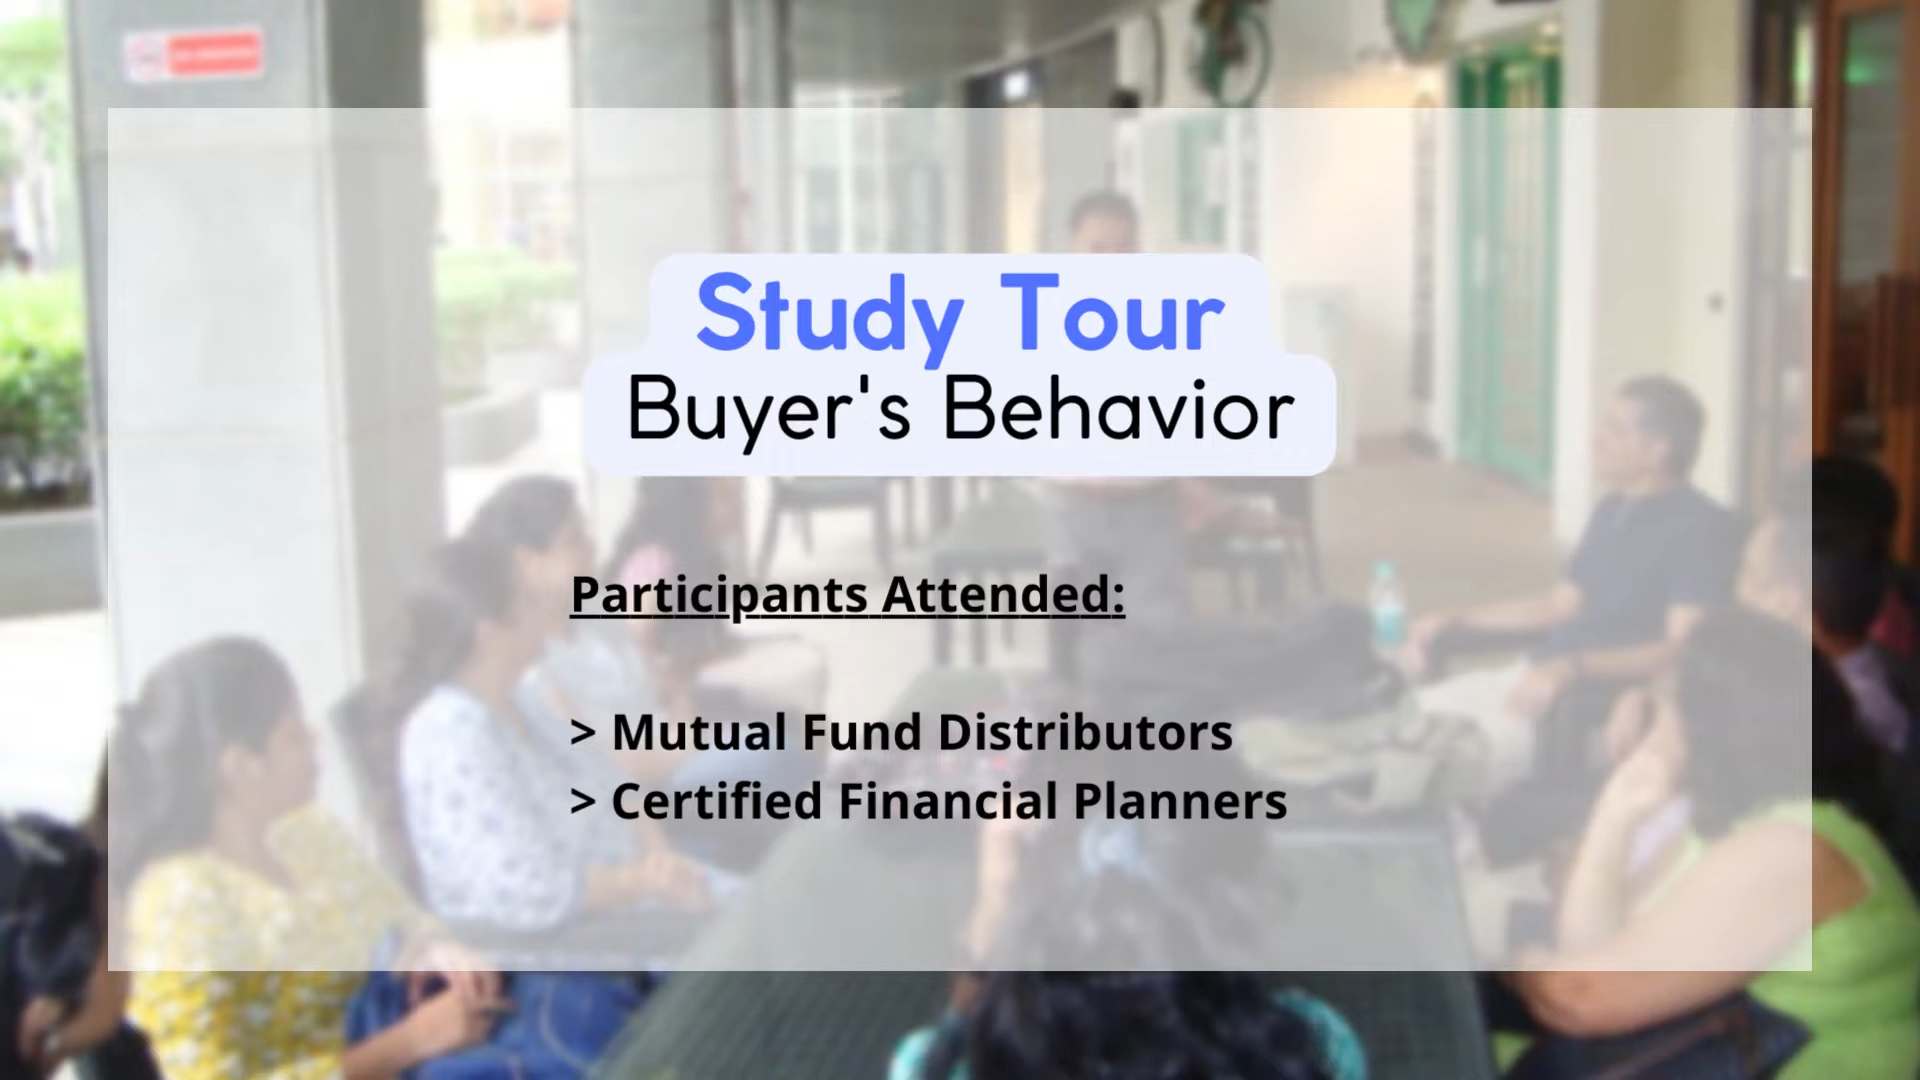 Study Tour
Buyer's Behavior
Participants Attended:
> Mutual Fund Distributors
> Certified Financial Planners